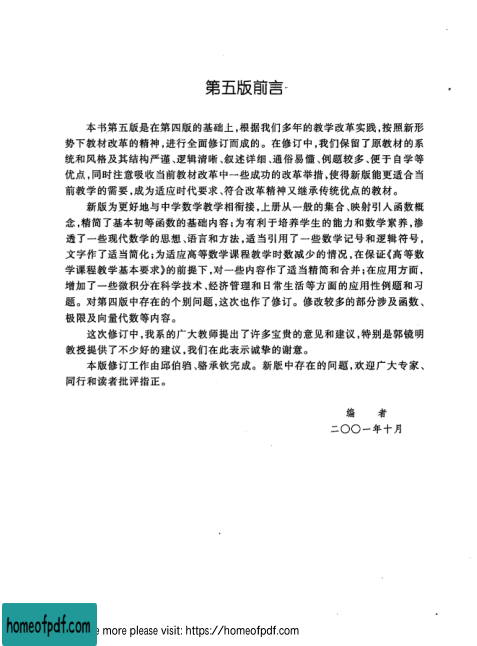 第五版前言
本书第五版是在第四版的基础上,根据我们多年的教学改革实践,按照新形
势下教材改革的精神,进行全面修订而成的。在修订中,我们保留了原教材的系
统和风格及其结构严谨、逻辑清晰、叙述详细、通俗易懂、例题较多、便于自学等
优点,同时注意吸收当前教材改革中一些成功的改革举措,使得新版能更适合当
前教学的需要,成为适应时代要求、符合改革精神又继承传统优点的教材。
新版为更好地与中学数学教学相衔接,上册从一般的集合、映射引入函数概
念,精简了基本初等函数的基础内容;为有利于培养学生的能力和数学素养,渗
透了一些现代数学的思想、语言和方法,适当引用了一些数学记号和逻辑符号,
文字作了适当简化;为适应高等数学课程教学时数减少的情况,在保证《高等数
学课程教学基本要求》的前提下,对一些内容作了适当精简和合并;在应用方面,
增加了一些微积分在科学技术、经济管理和日常生活等方面的应用性例题和习
题。对第四版中存在的个别问题,这次也作了修订。修改较多的部分涉及函数、
极限及向量代数等内容。
这次修订中,我系的广大教师提出了许多宝贵的意见和建议,特别是郭镜明
教授提供了不少好的建议,我们在此表示诚挚的谢意。
本版修订工作由邱伯驺、骆承钦完成。新版中存在的问题,欢迎广大专家、
同行和读者批评指正。
编 者
二〇〇一年十月
homeofpdf.com
e more please visit: https://homeofpdf.com